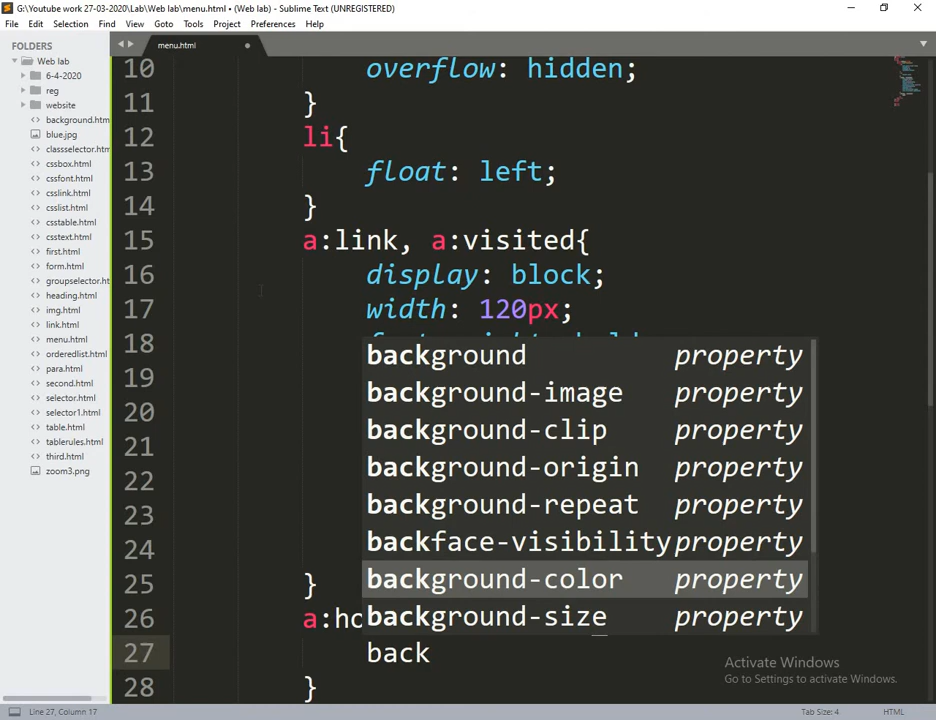 G:\Youtube work 27-03-2020\Lab\Web lab\menu.html • (Web lab) - Sublime Text (UNREGISTERED)
File Edit Selection Find View Goto Tools Project Preferences Help
FOLDERS
Web lab
6-4-2020
reg
website
background.htm
blue.jpg
classselector.htm
cssbox.html
cssfont.html
csslink.html
csslist.html
csstable.html
csstext.html
first.html
form.html
groupselector.ht
heading.html
img.html
link.html
menu.html
orderedlist.html
para.html
second.html
selector.html
selector1.html
table.html
tablerules.html
third.html
zoom3.png
menu.html
10 overflow: hidden;
11 }
12 li{
13 float: left;
14 }
15 a:link, a:visited{
16 display: block;
17 width: 120px;
18
19
20
21
22
23
24
25 }
26 a:ho
27 back
28 }
background property
background-image property
background-clip property
background-origin property
background-repeat property
backface-visibility property
background-color property
background-size property
Activate Windows
Go to Settings to activate Windows.
Line 27, Column 17
Tab Size: 4
HTML